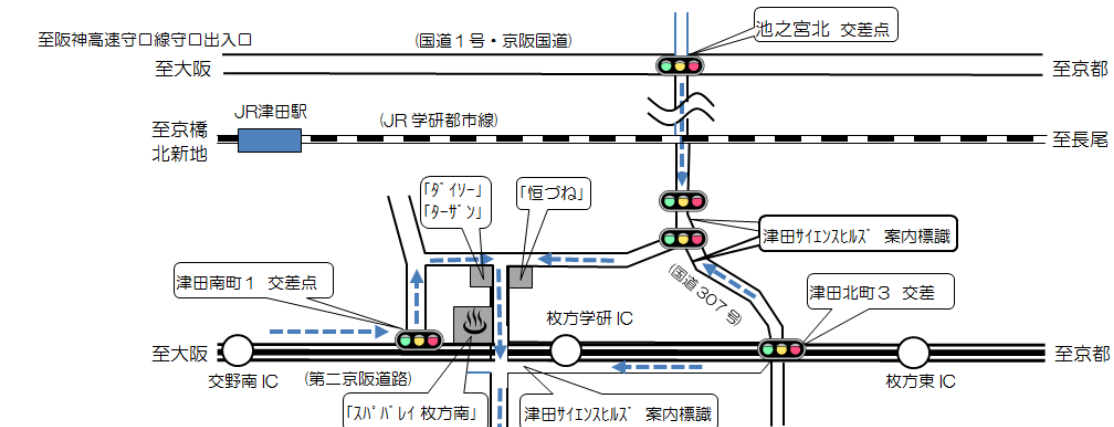 池之宮北 交差点
至阪神高速守口線守口出入口
(国道1号・京阪国道)
至大阪
至京都
JR津田駅
(JR学研都市線)
至京橋
北新地
至長尾
「ダイソー」
「ターザン」
「恒づね」
津田サイエンスヒルズ 案内標識
津田南町1 交差点
(国道307号)
津田北町3 交差
枚方学研IC
至大阪
至京都
交野南IC
(第二京阪道路)
枚方東IC
「スパバレイ枚方南」
津田サイエンスヒルズ 案内標識